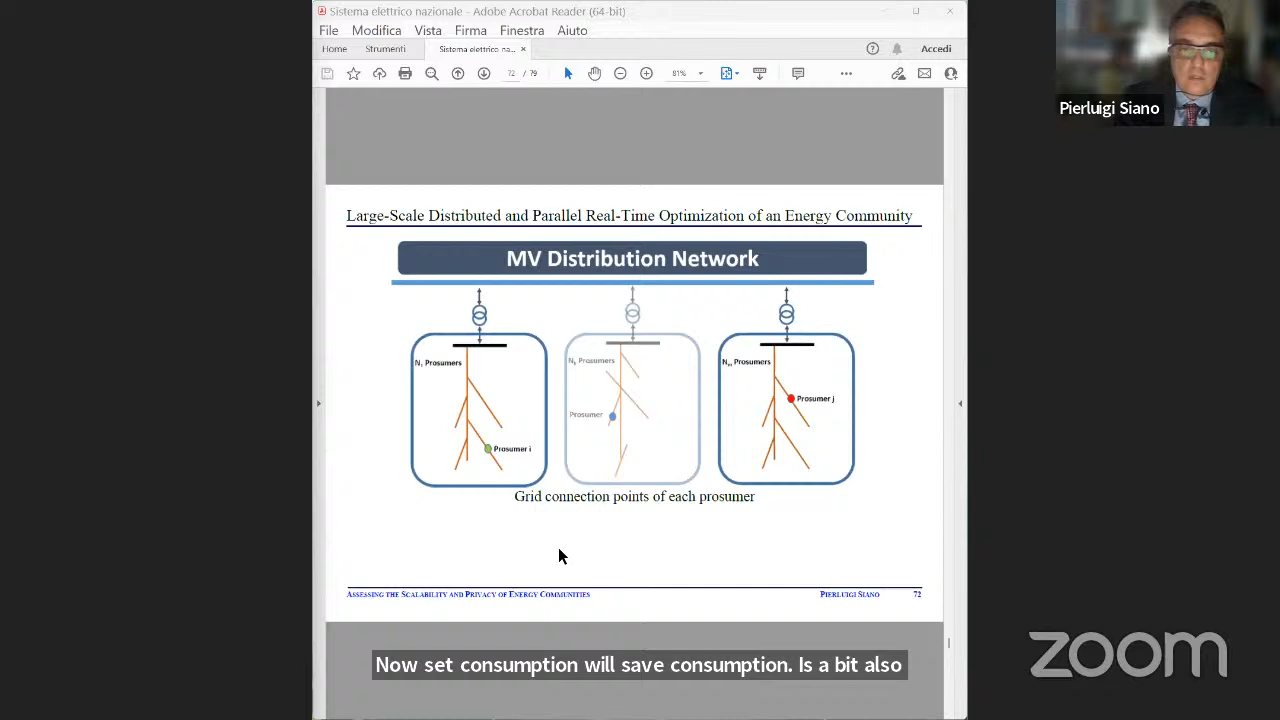 Sistema elettrico nazionale - Adobe Acrobat Reader (64-bit)
File Modifica Vista Firma Finestra Aiuto
Home Strumenti Sistema elettrico na... × Accedi
72 / 79 81%
Pierluigi Siano
Large-Scale Distributed and Parallel Real-Time Optimization of an Energy Community
MV Distribution Network
N₁ Prosumers
Prosumer i
Prosumers
Prosumer
Prosumers
Prosumer j
Grid connection points of each prosumer
ASSESSING THE SCALABILITY AND PRIVACY OF ENERGY COMMUNITIES PIERLUIGI SIANO 72
Now set consumption will save consumption. Is a bit also
zoom